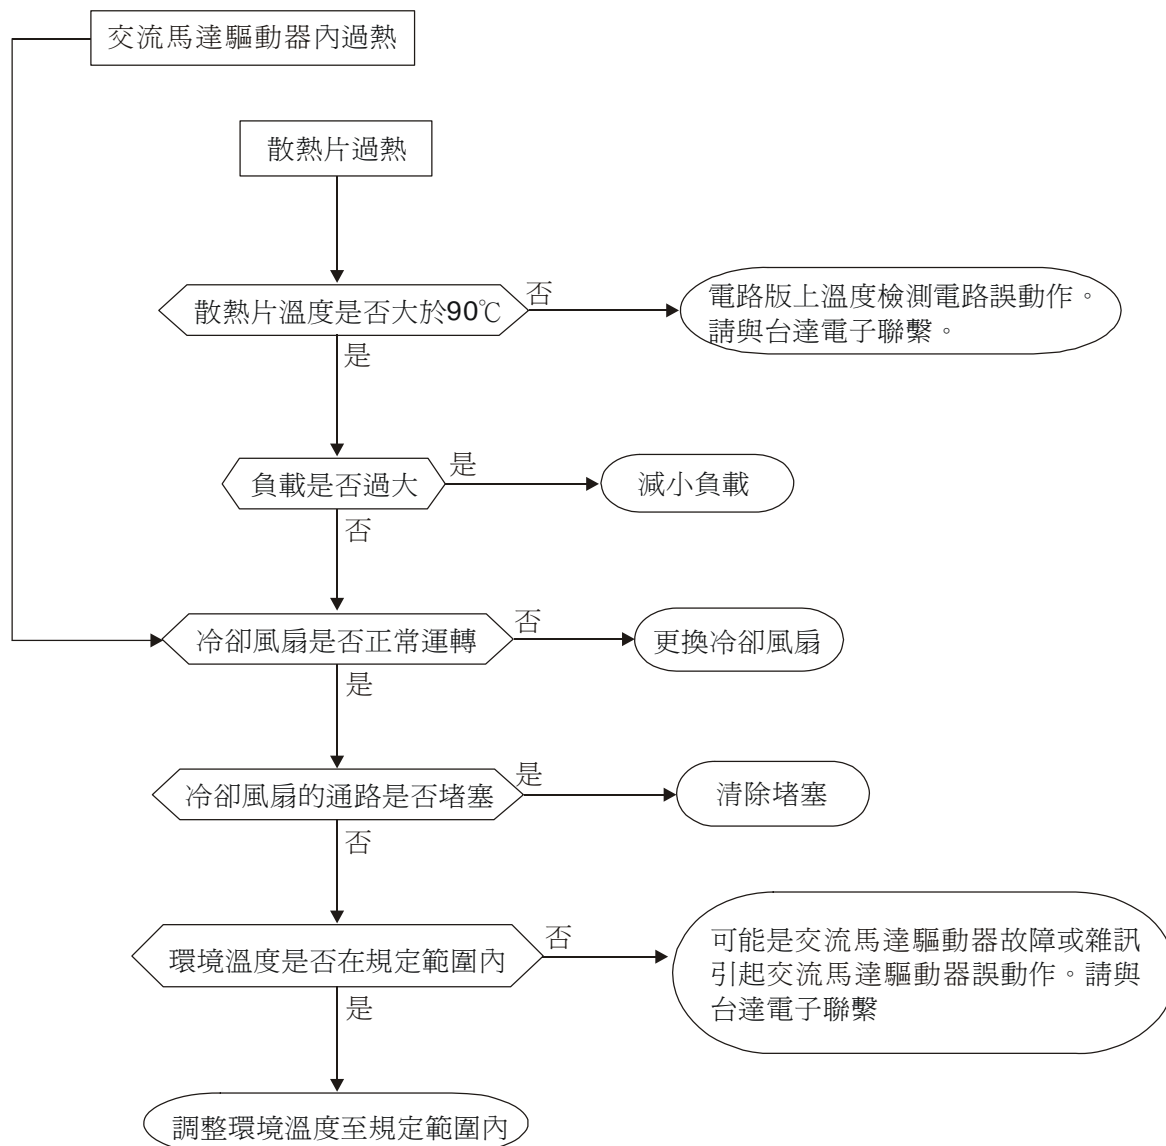 交流馬達驅動器內過熱
散熱片過熱
散熱片溫度是否大於90℃
否
電路版上溫度檢測電路誤動作。
請與台達電子聯繫。
是
負載是否過大
是
減小負載
否
冷卻風扇是否正常運轉
否
更換冷卻風扇
是
冷卻風扇的通路是否堵塞
是
清除堵塞
否
環境溫度是否在規定範圍內
否
可能是交流馬達驅動器故障或雜訊
引起交流馬達驅動器誤動作。請與
台達電子聯繫
是
調整環境溫度至規定範圍內